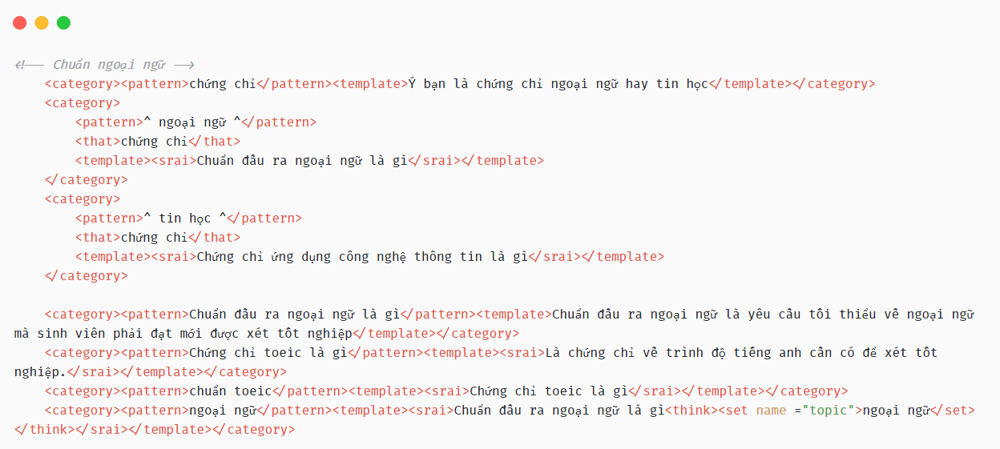 <!-- Chuẩn ngoại ngữ -->
<category><pattern>chứng chỉ</pattern><template>Ý bạn là chứng chỉ ngoại ngữ hay tin học</template></category>
<category>
<pattern>^ ngoại ngữ ^</pattern>
<that>chứng chỉ</that>
<template><srai>Chuẩn đầu ra ngoại ngữ là gì</srai></template>
</category>
<category>
<pattern>^ tin học ^</pattern>
<that>chứng chỉ</that>
<template><srai>Chứng chỉ ứng dụng công nghệ thông tin là gì</srai></template>
</category>
<category><pattern>Chuẩn đầu ra ngoại ngữ là gì</pattern><template>Chuẩn đầu ra ngoại ngữ là yêu cầu tối thiểu về ngoại ngữ
mà sinh viên phải đạt mới được xét tốt nghiệp</template></category>
<category><pattern>Chứng chỉ toeic là gì</pattern><template><srai>Là chứng chỉ về trình độ tiếng anh cần có để xét tốt
nghiệp.</srai></template></category>
<category><pattern>chuẩn toeic</pattern><template><srai>Chứng chỉ toeic là gì</srai></template></category>
<category><pattern>ngoại ngữ</pattern><template><srai>Chuẩn đầu ra ngoại ngữ là gì<think><set name ="topic">ngoại ngữ</set>
</think></srai></template></category>